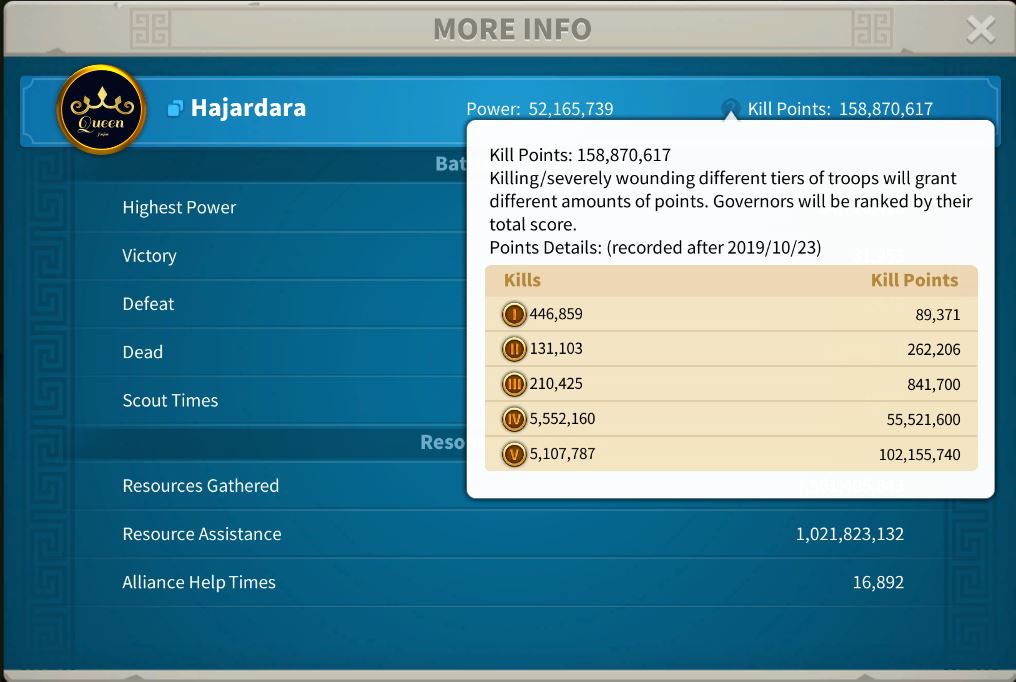 MORE INFO
Queen
Hajardara
Power: 52,165,739
Kill Points: 158,870,617
Kill Points: 158,870,617
Killing/severely wounding different tiers of troops will grant
different amounts of points. Governors will be ranked by their
total score.
Points Details: (recorded after 2019/10/23)
Kills Kill Points
I 446,859 89,371
II 131,103 262,206
III 210,425 841,700
IV 5,552,160 55,521,600
V 5,107,787 102,155,740
Bat
Highest Power
Victory
Defeat
Dead
Scout Times
Reso
Resources Gathered
Resource Assistance 1,021,823,132
Alliance Help Times 16,892